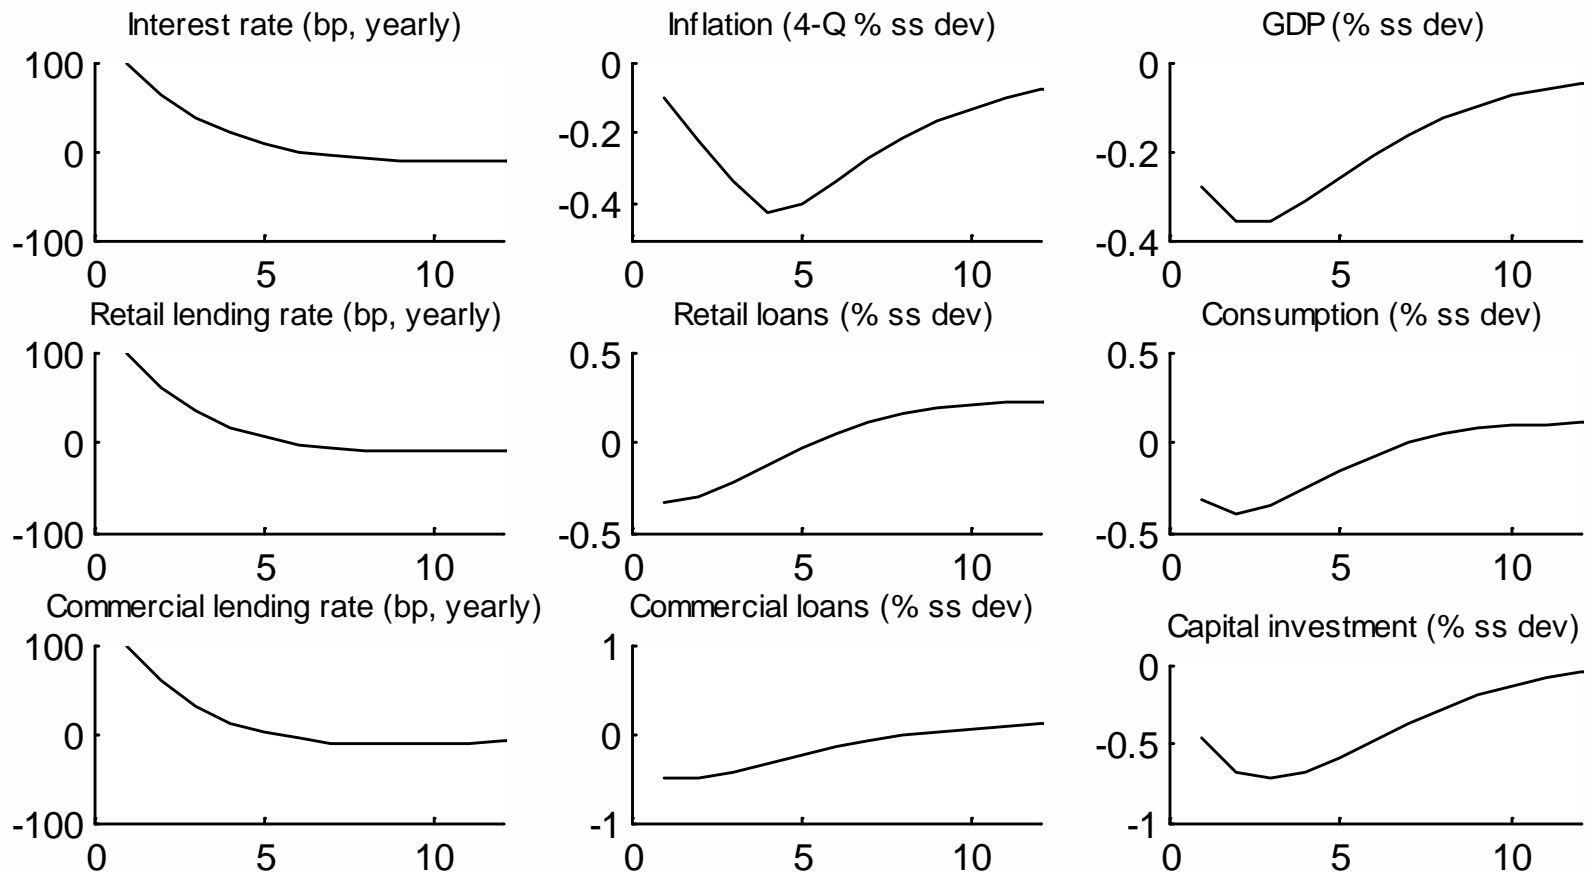 Interest rate (bp, yearly)
100
0
-100
0 5 10
Inflation (4-Q % ss dev)
0
-0.2
-0.4
0 5 10
GDP (% ss dev)
0
-0.2
-0.4
0 5 10
Retail lending rate (bp, yearly)
100
0
-100
0 5 10
Retail loans (% ss dev)
0.5
0
-0.5
0 5 10
Consumption (% ss dev)
0.5
0
-0.5
0 5 10
Commercial lending rate (bp, yearly)
100
0
-100
0 5 10
Commercial loans (% ss dev)
1
0
-1
0 5 10
Capital investment (% ss dev)
0
-0.5
-1
0 5 10